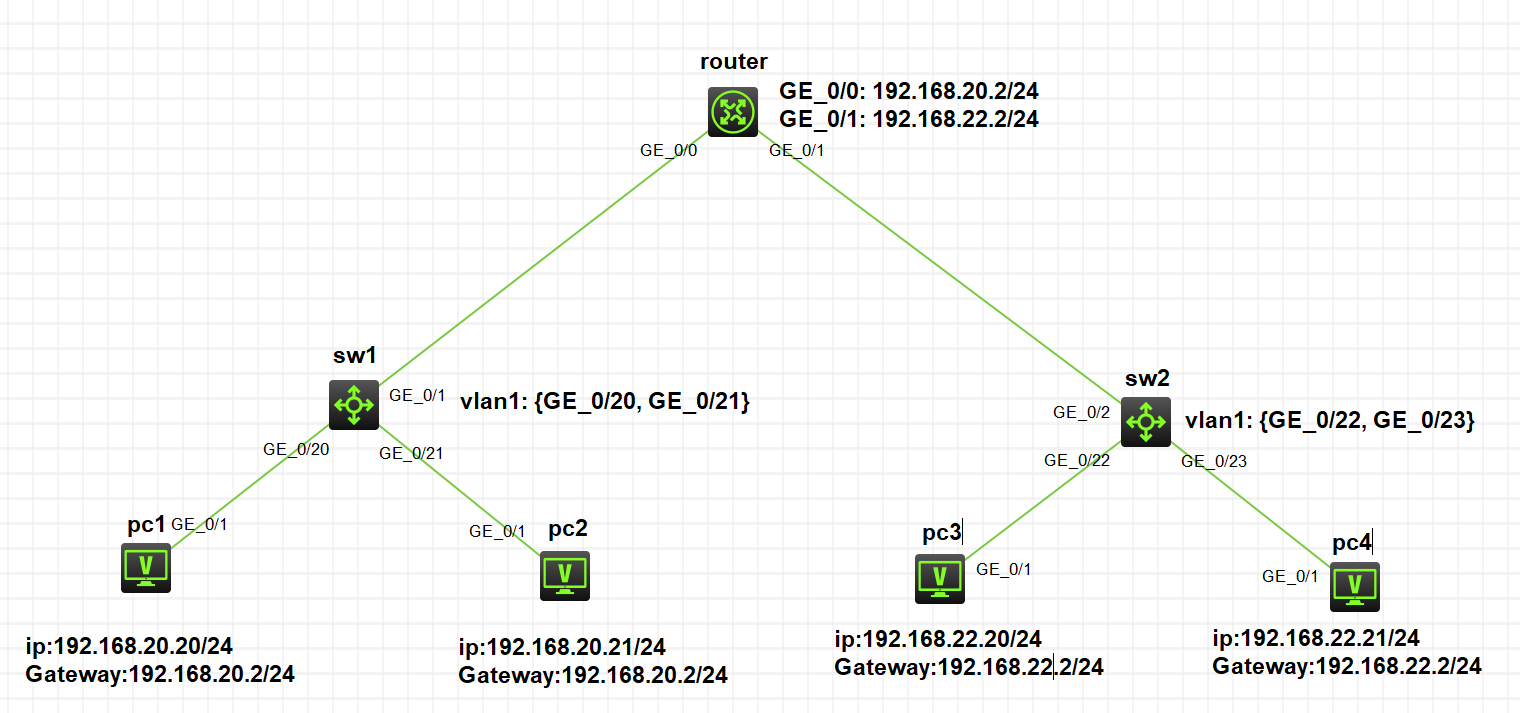 router
GE_0/0: 192.168.20.2/24
GE_0/1: 192.168.22.2/24
GE_0/0
GE_0/1
sw1
GE_0/1
vlan1: {GE_0/20, GE_0/21}
GE_0/20
GE_0/21
sw2
GE_0/2
vlan1: {GE_0/22, GE_0/23}
GE_0/22
GE_0/23
pc1
GE_0/1
V
ip:192.168.20.20/24
Gateway:192.168.20.2/24
pc2
GE_0/1
V
ip:192.168.20.21/24
Gateway:192.168.20.2/24
pc3
GE_0/1
V
ip:192.168.22.20/24
Gateway:192.168.22.2/24
pc4
GE_0/1
V
ip:192.168.22.21/24
Gateway:192.168.22.2/24